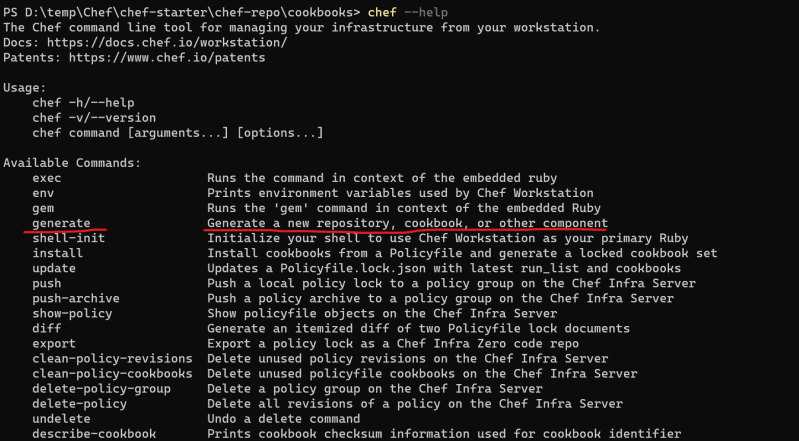 PS D:\temp\Chef\chef-starter\chef-repo\cookbooks> chef --help
The Chef command line tool for managing your infrastructure from your workstation.
Docs: https://docs.chef.io/workstation/
Patents: https://www.chef.io/patents
Usage:
chef -h/--help
chef -v/--version
chef command [arguments...] [options...]
Available Commands:
exec Runs the command in context of the embedded ruby
env Prints environment variables used by Chef Workstation
gem Runs the 'gem' command in context of the embedded Ruby
generate Generate a new repository, cookbook, or other component
shell-init Initialize your shell to use Chef Workstation as your primary Ruby
install Install cookbooks from a Policyfile and generate a locked cookbook set
update Updates a Policyfile.lock.json with latest run_list and cookbooks
push Push a local policy lock to a policy group on the Chef Infra Server
push-archive Push a policy archive to a policy group on the Chef Infra Server
show-policy Show policyfile objects on the Chef Infra Server
diff Generate an itemized diff of two Policyfile lock documents
export Export a policy lock as a Chef Infra Zero code repo
clean-policy-revisions Delete unused policy revisions on the Chef Infra Server
clean-policy-cookbooks Delete unused policyfile cookbooks on the Chef Infra Server
delete-policy-group Delete a policy group on the Chef Infra Server
delete-policy Delete all revisions of a policy on the Chef Infra Server
undelete Undo a delete command
describe-cookbook Prints cookbook checksum information used for cookbook identifier